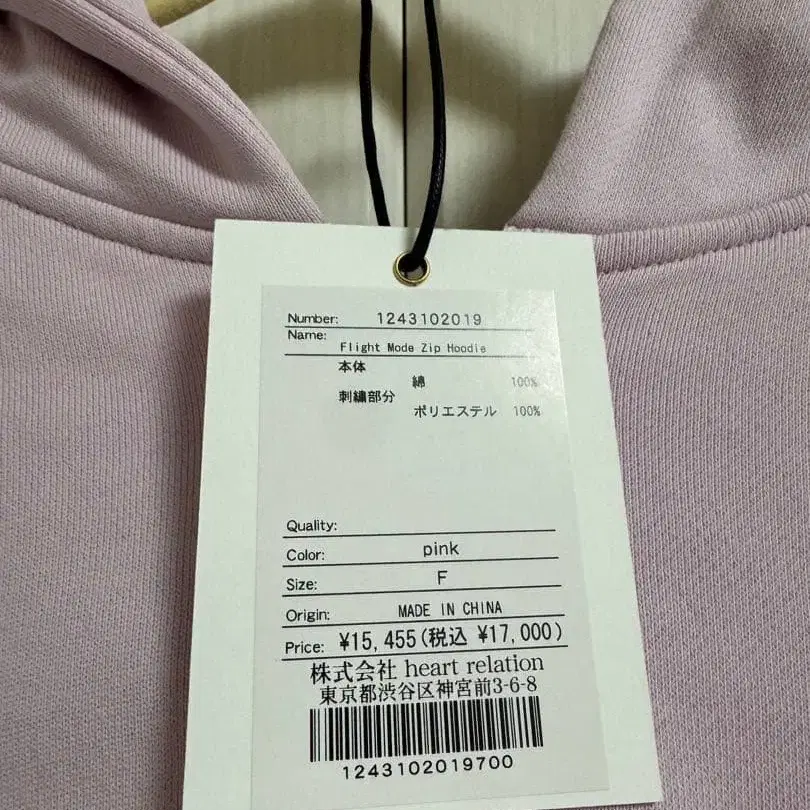 Number: 1243102019
Name:
Flight Mode Zip Hoodie
本体
綿 100%
刺繍部分
ポリエステル 100%
Quality:
Color: pink
Size: F
Origin: MADE IN CHINA
Price: ¥15,455(税込 ¥17,000)
株式会社 heart relation
東京都渋谷区神宮前3-6-8
1243102019700